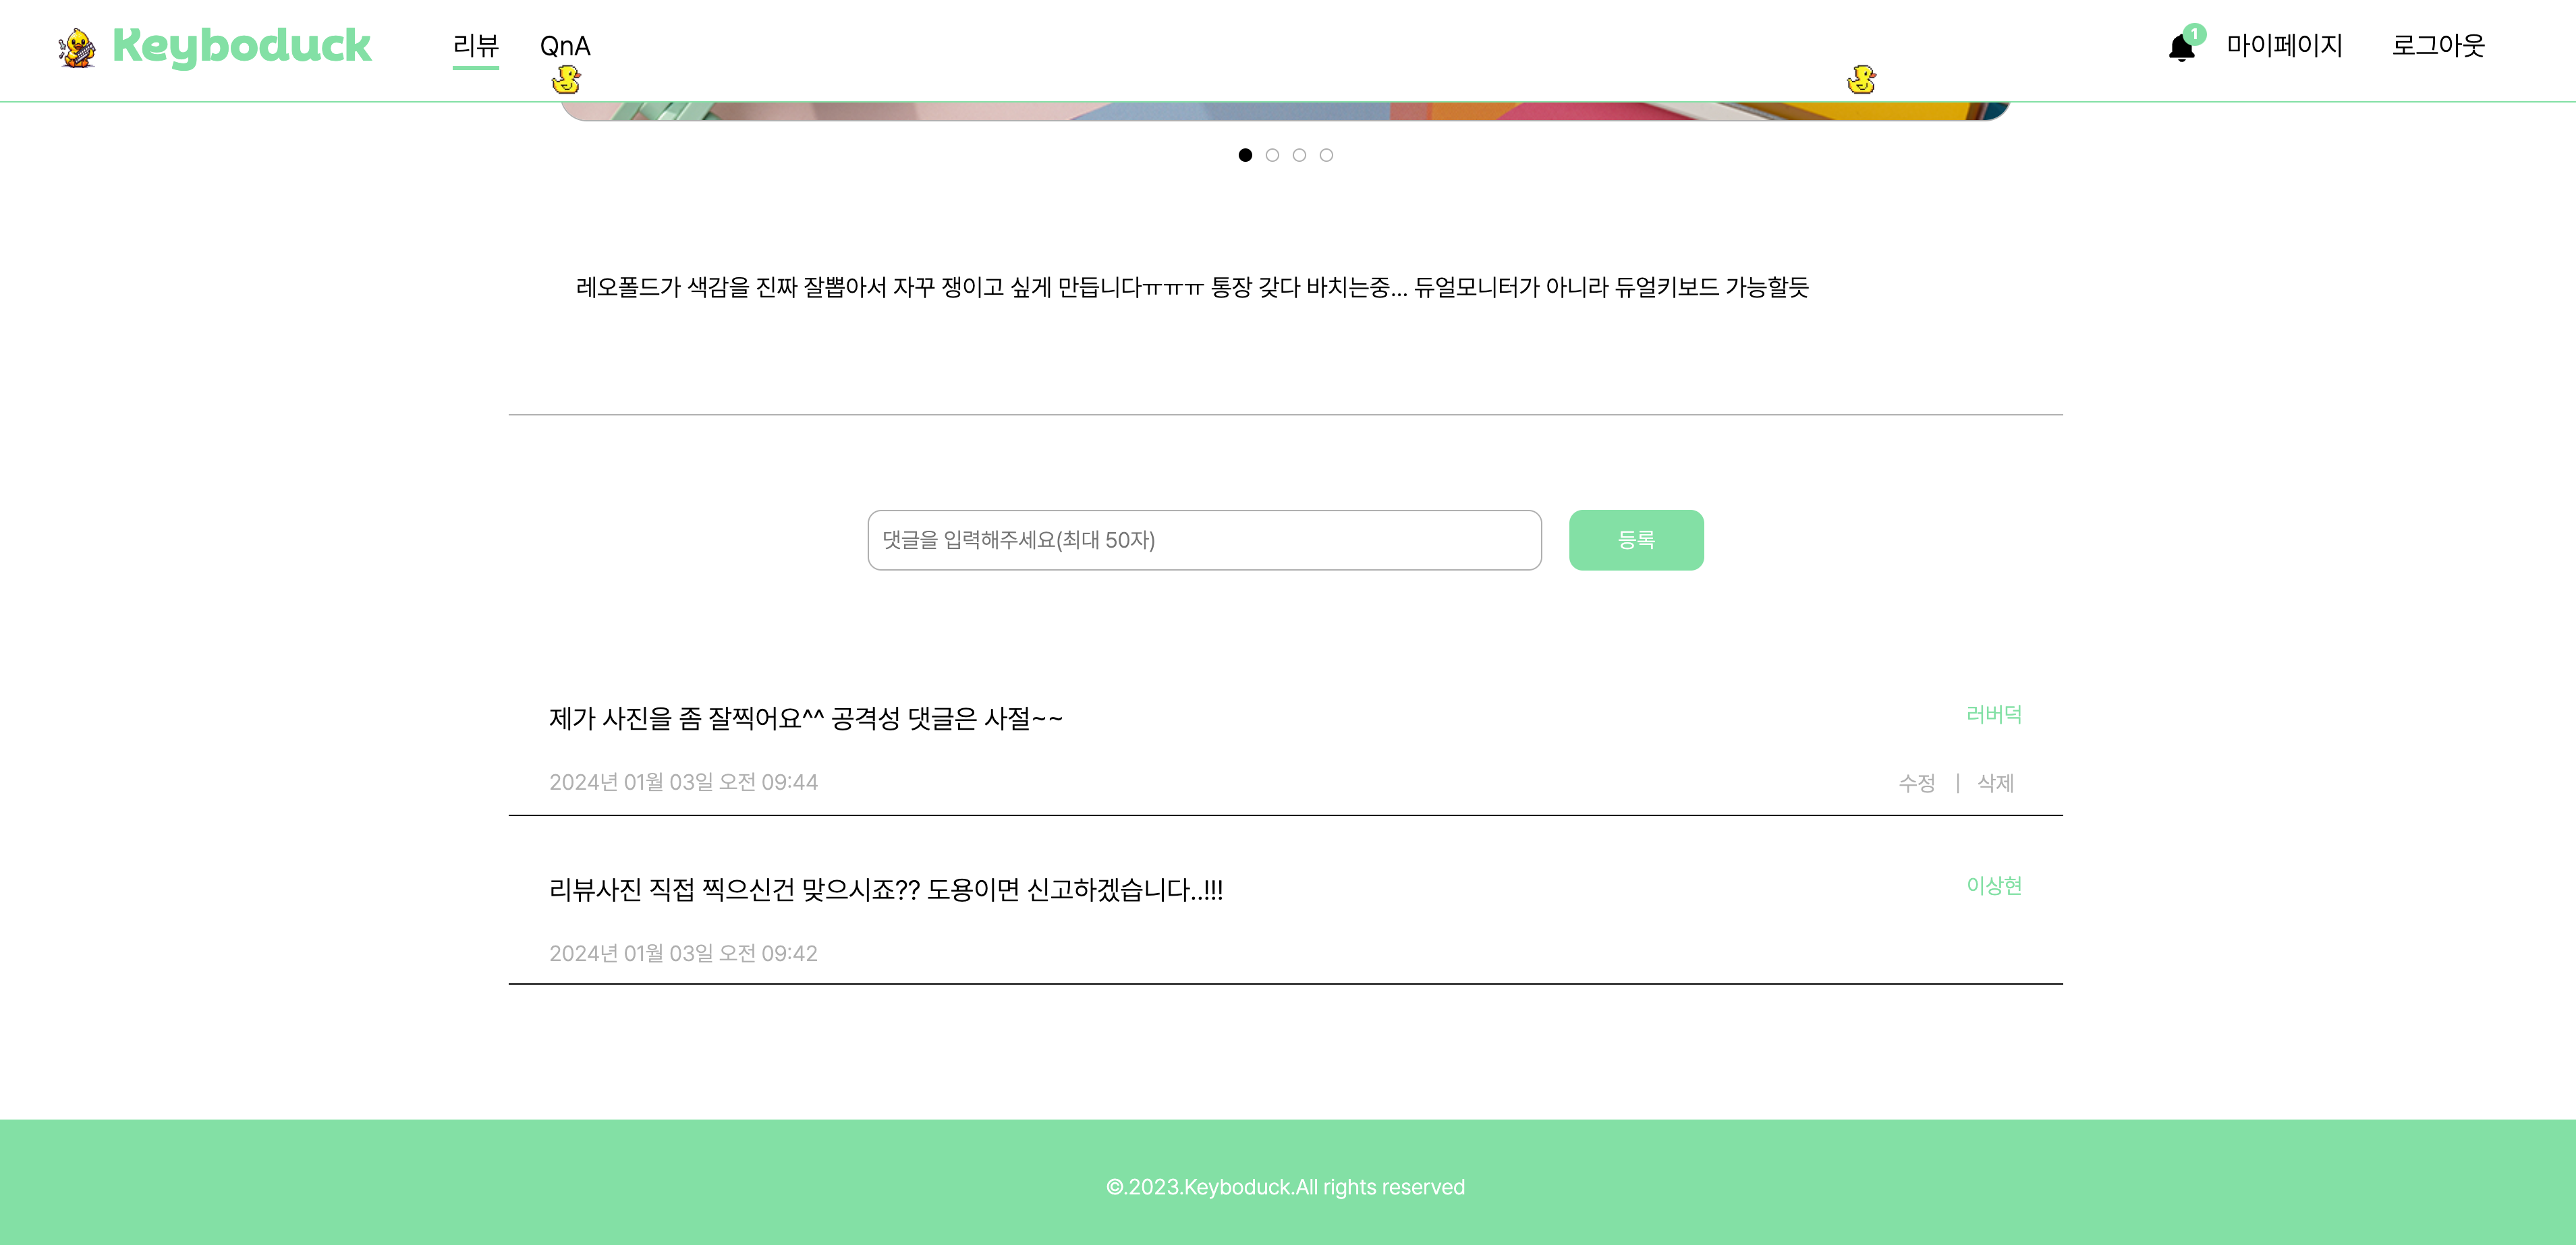 Keyboduck 리뷰 QnA 1 마이페이지 로그아웃
레오폴드가 색감을 진짜 잘뽑아서 자꾸 쟁이고 싶게 만듭니다ㅠㅠㅠ 통장 갖다 바치는중... 듀얼모니터가 아니라 듀얼키보드 가능할듯
댓글을 입력해주세요(최대 50자) 등록
제가 사진을 좀 잘찍어요^^ 공격성 댓글은 사절~~ 러버덕
2024년 01월 03일 오전 09:44 수정 | 삭제
리뷰사진 직접 찍으신건 맞으시죠?? 도용이면 신고하겠습니다..!!! 이상현
2024년 01월 03일 오전 09:42
©.2023.Keyboduck.All rights reserved